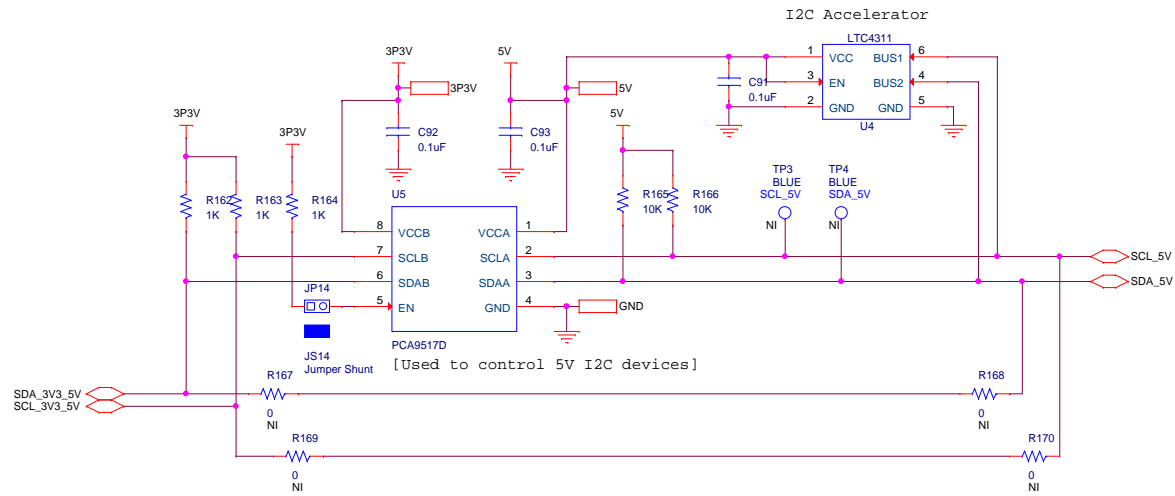 I2C Accelerator
LTC4311
1
VCC
BUS1
6
3
EN
BUS2
4
2
GND
GND
5
U4
C91
0.1uF
3P3V
5V
3P3V
5V
3P3V
3P3V
5V
C92
0.1uF
C93
0.1uF
R162
1K
R163
1K
R164
1K
U5
R165
10K
R166
10K
TP3
BLUE
SCL_5V
NI
TP4
BLUE
SDA_5V
NI
8
VCCB
VCCA
1
7
SCLB
SCLA
2
6
SDAB
SDAA
3
5
EN
GND
4
SCL_5V
SDA_5V
GND
JP14
JS14
Jumper Shunt
PCA9517D
[Used to control 5V I2C devices]
SDA_3V3_5V
SCL_3V3_5V
R167
0
NI
R168
0
NI
R169
0
NI
R170
0
NI